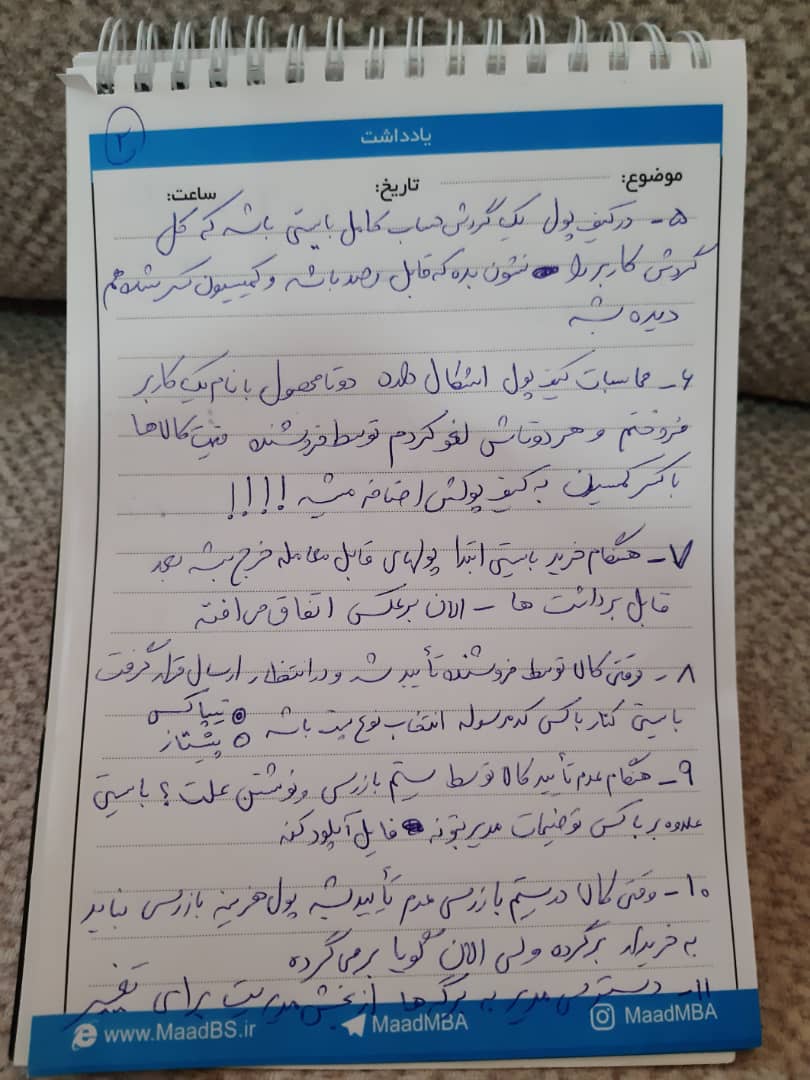 ۲
یادداشت
موضوع: تاریخ: ساعت:
۵- در کیف پول یک گردش حساب کامل بایستی باشه که کل
گردش کاربر را نشون بده که قابل رصد باشه و کمیسیون کسر شده هم
دیده بشه
۶- محاسبات کیف پول اشکال داره دوتا محصول با نام یک کاربر
فروختم و هر دوتاش لغو کردم توسط فروشنده قیمت کالاها
با کسر کمسیون به کیف پولش اضافه میشه !!!!
۷- هنگام خرید بایستی ابتدا پولهای قابل معامله خرج بشه بعد
قابل برداشت ها - الان برعکس اتفاق می افته
۸- وقتی کالا توسط فروشنده تأیید شد و در انتظار ارسال قرار گرفت
بایستی کنار باکس کد مرسوله انتخاب نوع پست باشه تیپاکس
پیشتاز
۹- هنگام عدم تأیید کالا توسط سیتم بازرسی و نوشتن علت؟ بایستی
علاوه بر باکس توضیحات مدیر بتونه فایل آپلود کنه
۱۰- وقتی کالا در سیتم بازرسی عدم تأیید بشه پول هزینه بازرسی نباید
به خریدار برگرده ولی الان گویا برمی گرده
۱۱- دسترسی مدیر به برگه ها از بخش مدیریت برای تغییر
www.MaadBS.ir MaadMBA MaadMBA